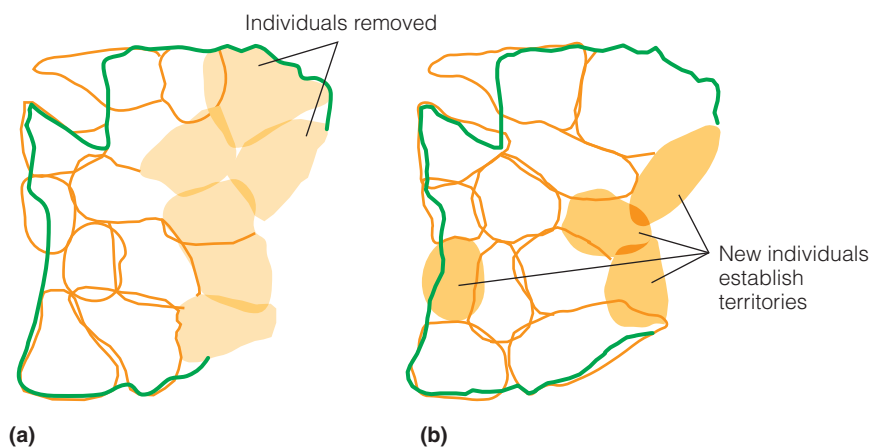 Individuals removed
New individuals
establish
territories
(a)
(b)